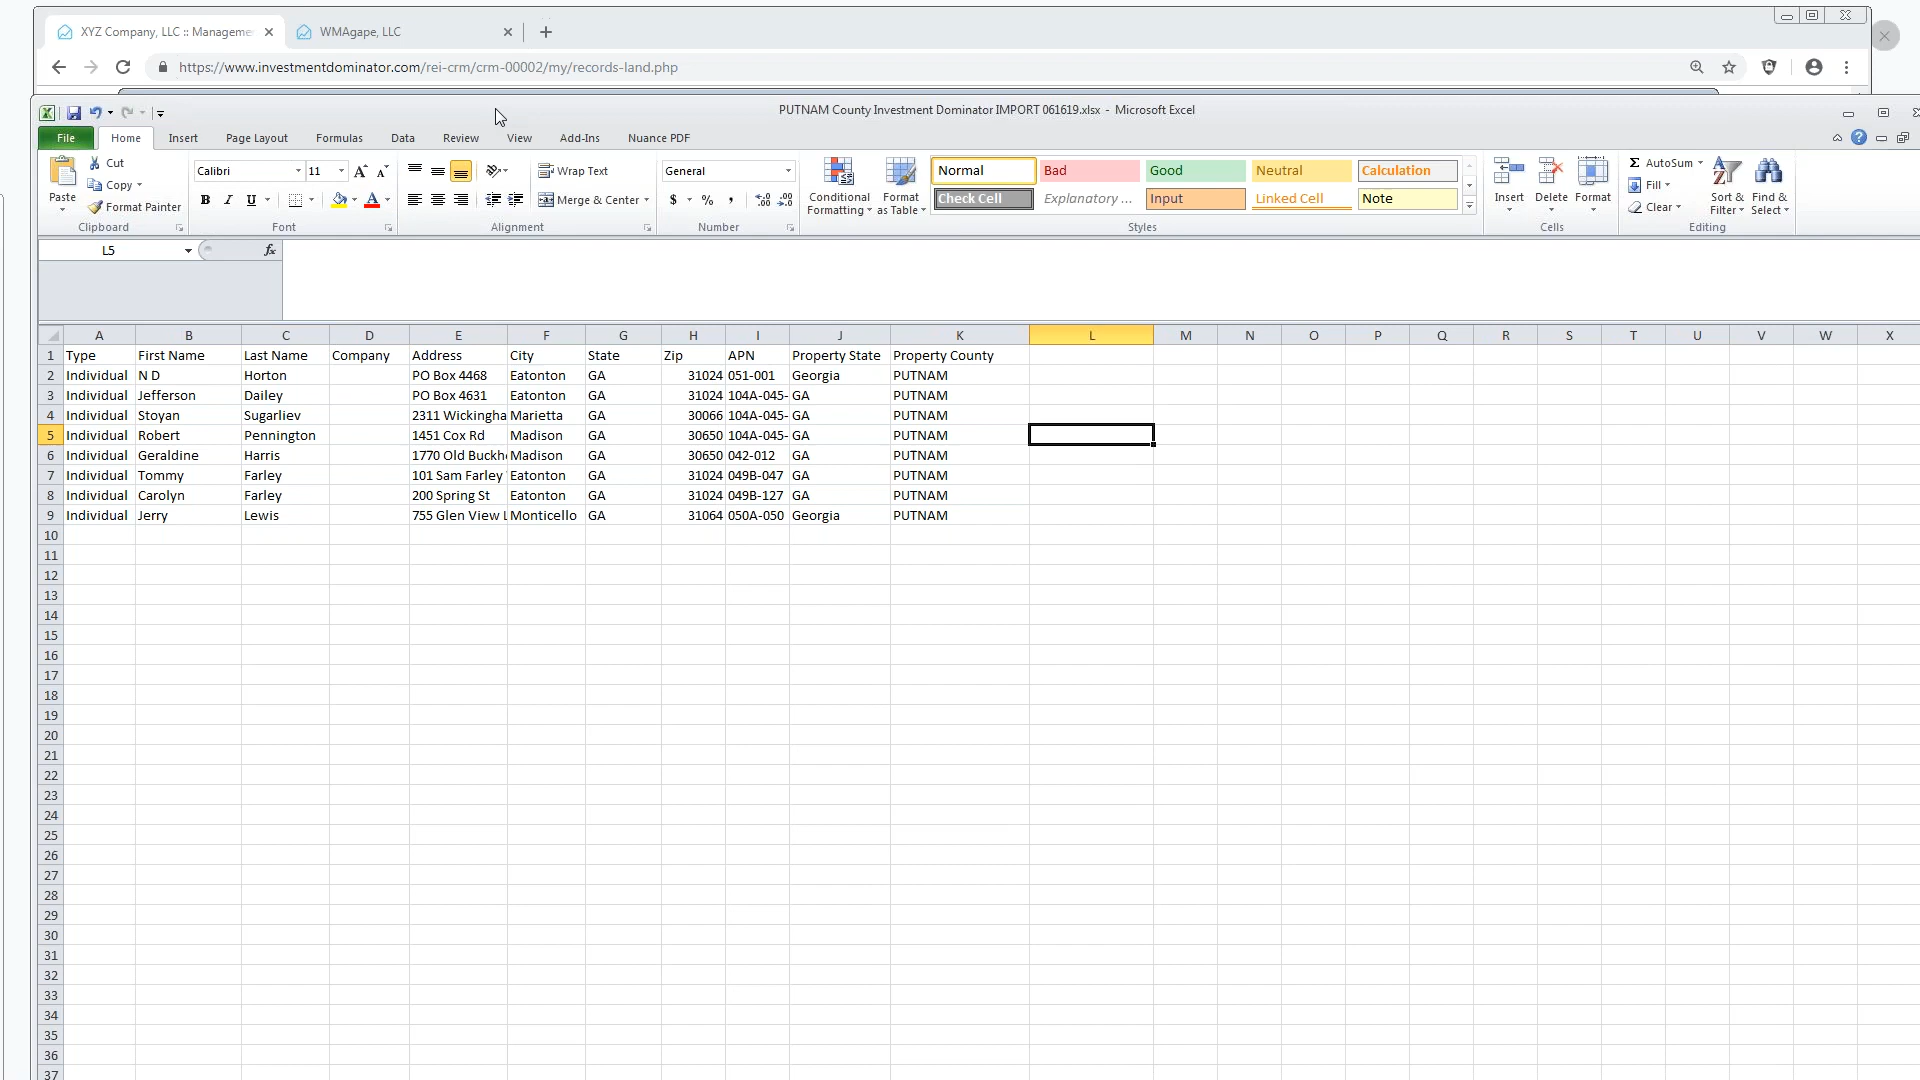 XYZ Company, LLC :: Manageme
WMAgape, LLC
https://www.investmentdominator.com/rei-crm/crm-00002/my/records-land.php
PUTNAM County Investment Dominator IMPORT 061619.xlsx - Microsoft Excel
File Home Insert Page Layout Formulas Data Review View Add-Ins Nuance PDF
Paste Cut Copy Format Painter Clipboard
Calibri 11 B I U Font
Wrap Text Merge & Center Alignment
General $ % , Number
Conditional Formatting Format as Table
Normal Bad Good Neutral Calculation
Check Cell Explanatory ... Input Linked Cell Note
Styles
Insert Delete Format Cells
Σ AutoSum Fill Clear Sort & Filter Find & Select Editing
L5 fx
A B C D E F G H I J K L M N O P Q R S T U V W X
1 Type First Name Last Name Company Address City State Zip APN Property State Property County
2 Individual N D Horton PO Box 4468 Eatonton GA 31024 051-001 Georgia PUTNAM
3 Individual Jefferson Dailey PO Box 4631 Eatonton GA 31024 104A-045- GA PUTNAM
4 Individual Stoyan Sugarliev 2311 Wickingha Marietta GA 30066 104A-045- GA PUTNAM
5 Individual Robert Pennington 1451 Cox Rd Madison GA 30650 104A-045- GA PUTNAM
6 Individual Geraldine Harris 1770 Old Buckh Madison GA 30650 042-012 GA PUTNAM
7 Individual Tommy Farley 101 Sam Farley Eatonton GA 31024 049B-047 GA PUTNAM
8 Individual Carolyn Farley 200 Spring St Eatonton GA 31024 049B-127 GA PUTNAM
9 Individual Jerry Lewis 755 Glen View L Monticello GA 31064 050A-050 Georgia PUTNAM
10
11
12
13
14
15
16
17
18
19
20
21
22
23
24
25
26
27
28
29
30
31
32
33
34
35
36
37